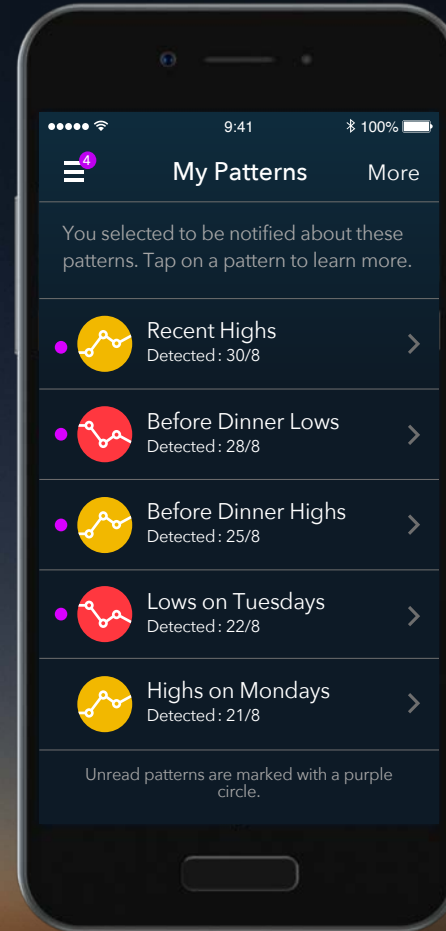 9:41
100%
4
My Patterns
More
You selected to be notified about these
patterns. Tap on a pattern to learn more.
Recent Highs
Detected: 30/8
Before Dinner Lows
Detected: 28/8
Before Dinner Highs
Detected: 25/8
Lows on Tuesdays
Detected: 22/8
Highs on Mondays
Detected: 21/8
Unread patterns are marked with a purple
circle.